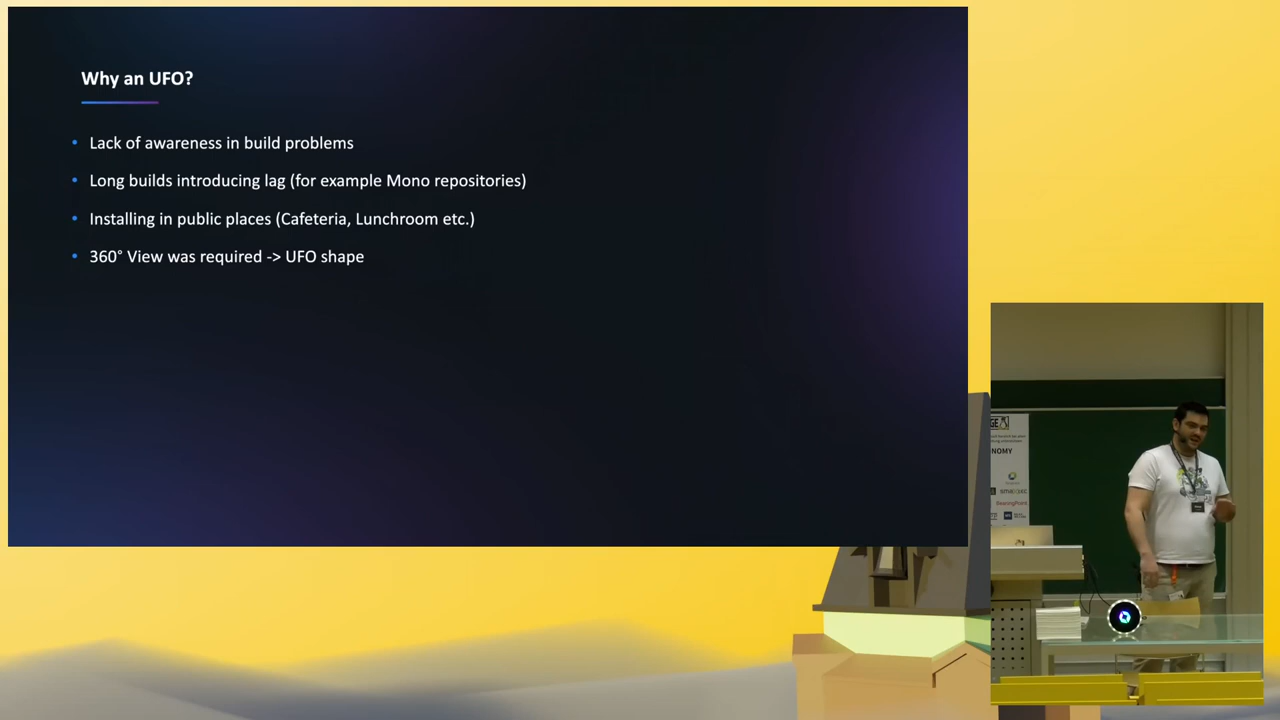 Why an UFO?
• Lack of awareness in build problems
• Long builds introducing lag (for example Mono repositories)
• Installing in public places (Cafeteria, Lunchroom etc.)
• 360° View was required -> UFO shape
NOMY
BearingPoint